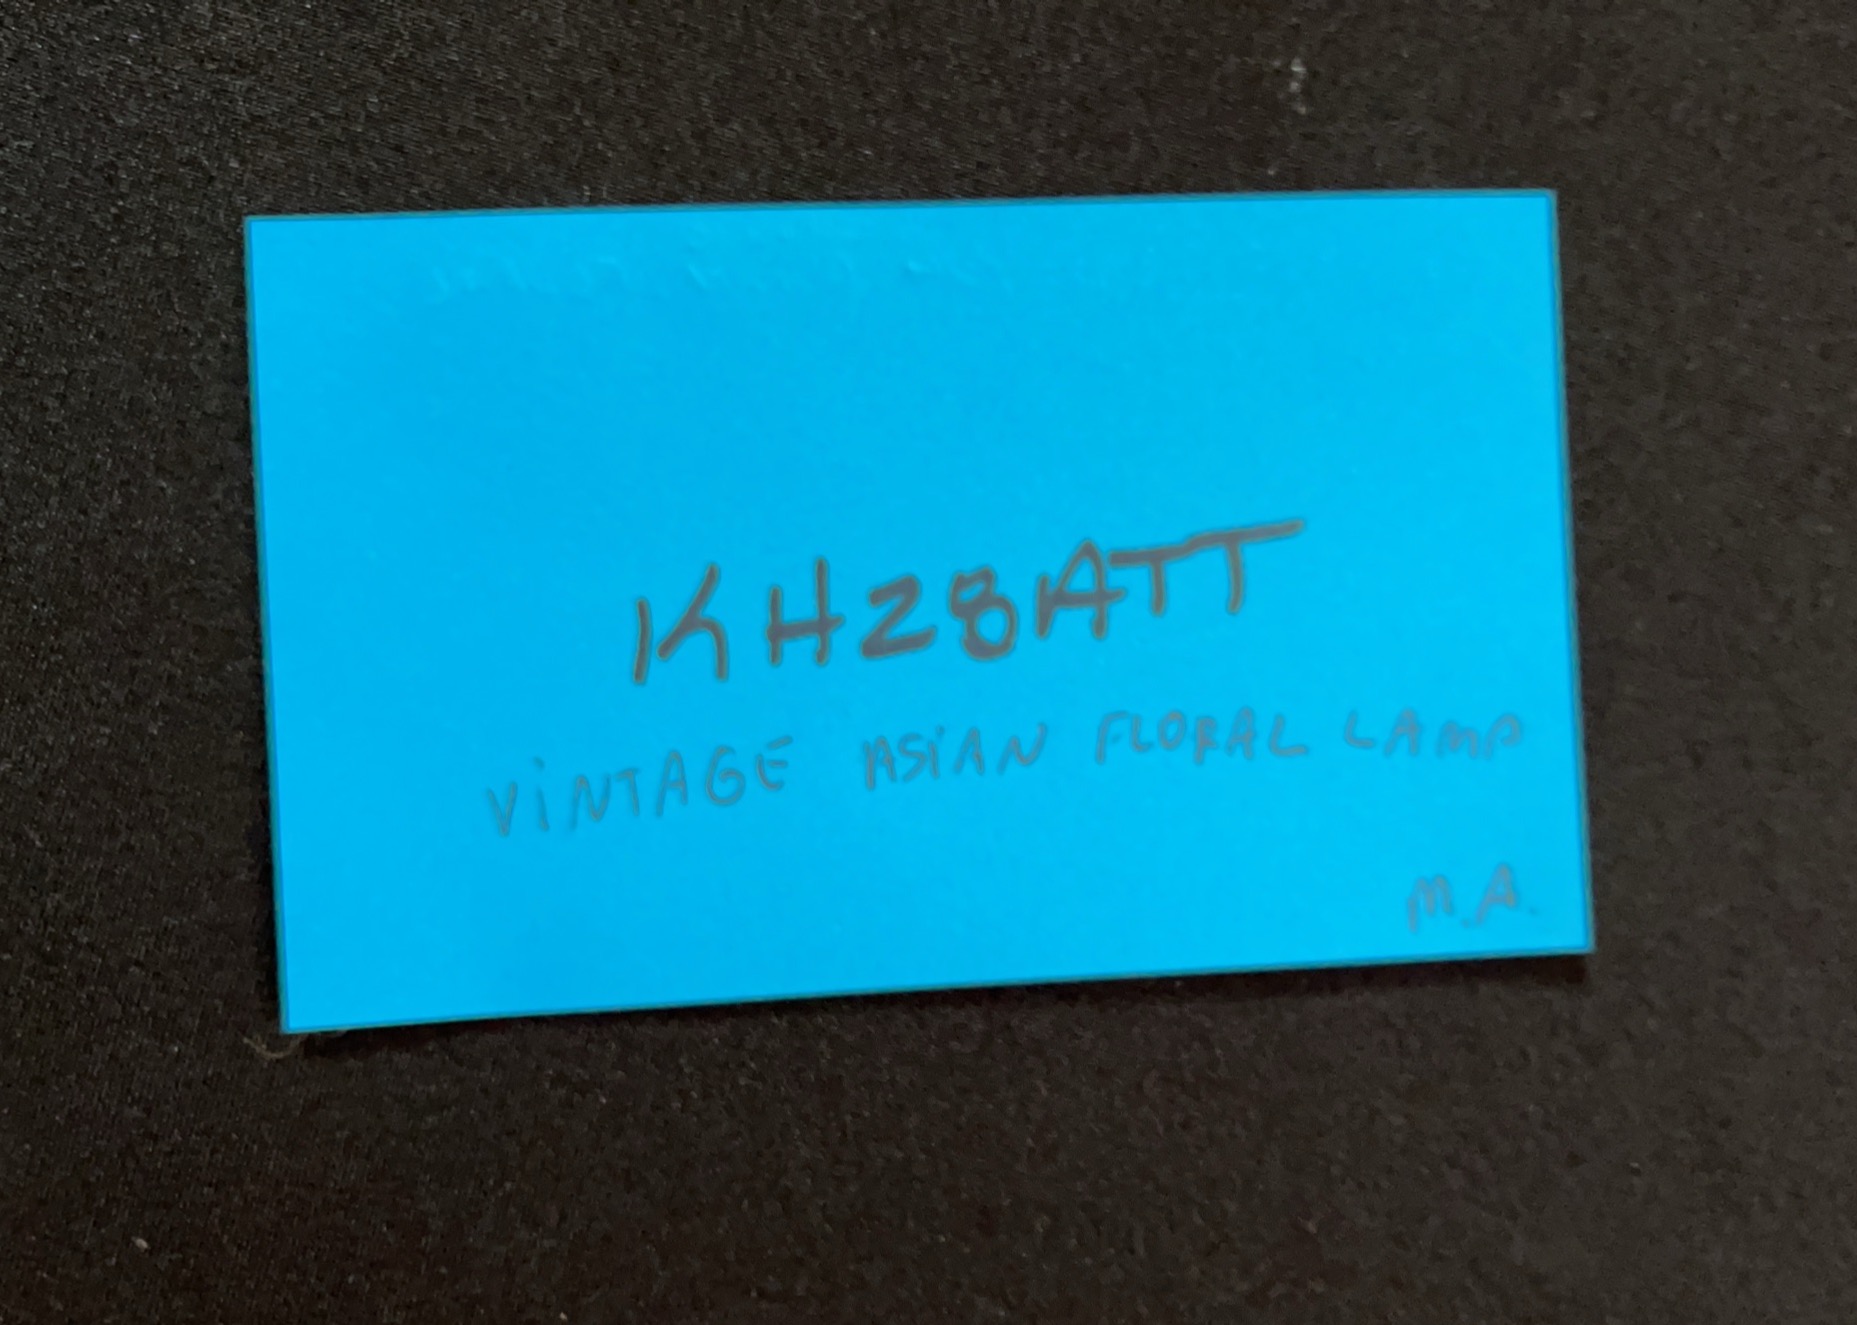 KH28ATT
ViNTAGE ASiAN FLORAL LAMP
M.A.